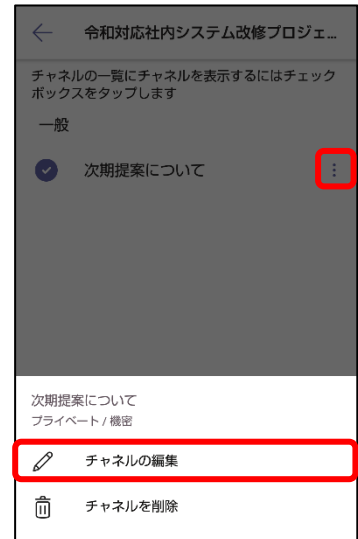 令和対応社内システム改修プロジェ...
チャネルの一覧にチャネルを表示するにはチェック
ボックスをタップします
一般
次期提案について
次期提案について
プライベート / 機密
チャネルの編集
チャネルを削除